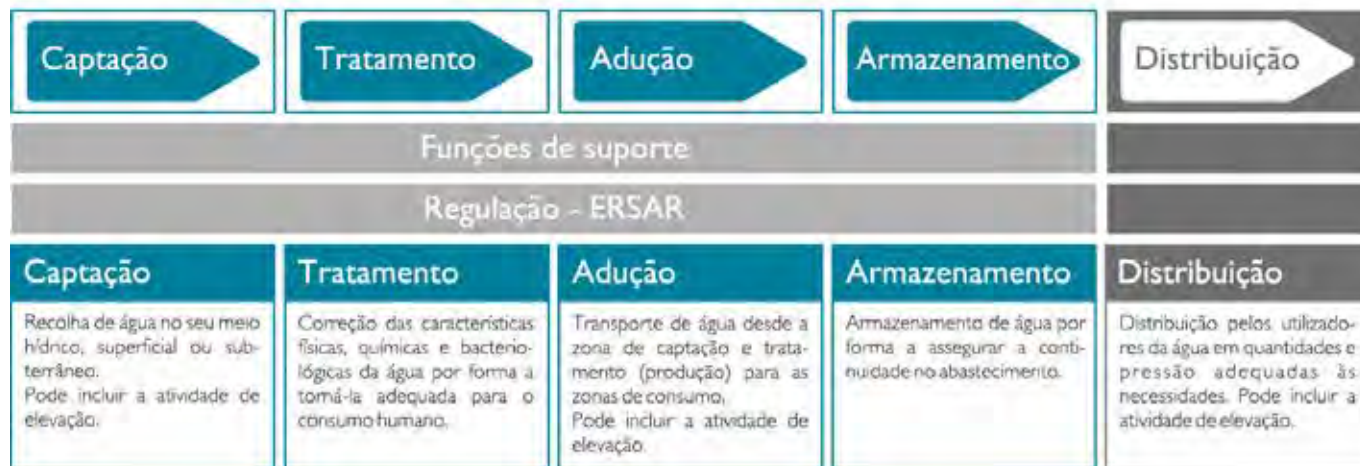 Captação
Tratamento
Adução
Armazenamento
Distribuição
Funções de suporte
Regulação - ERSAR
Captação
Recolha de água no seu meio
hídrico, superficial ou sub-
terrâneo.
Pode incluir a atividade de
elevação.
Tratamento
Correção das características
físicas, químicas e bacterio-
lógicas da água por forma a
torná-la adequada para o
consumo humano.
Adução
Transporte de água desde a
zona de captação e trata-
mento (produção) para as
zonas de consumo.
Pode incluir a atividade de
elevação.
Armazenamento
Armazenamento de água por
forma a assegurar a conti-
nuidade no abastecimento.
Distribuição
Distribuição pelos utilizado-
res da água em quantidades e
pressão adequadas às
necessidades. Pode incluir a
atividade de elevação.